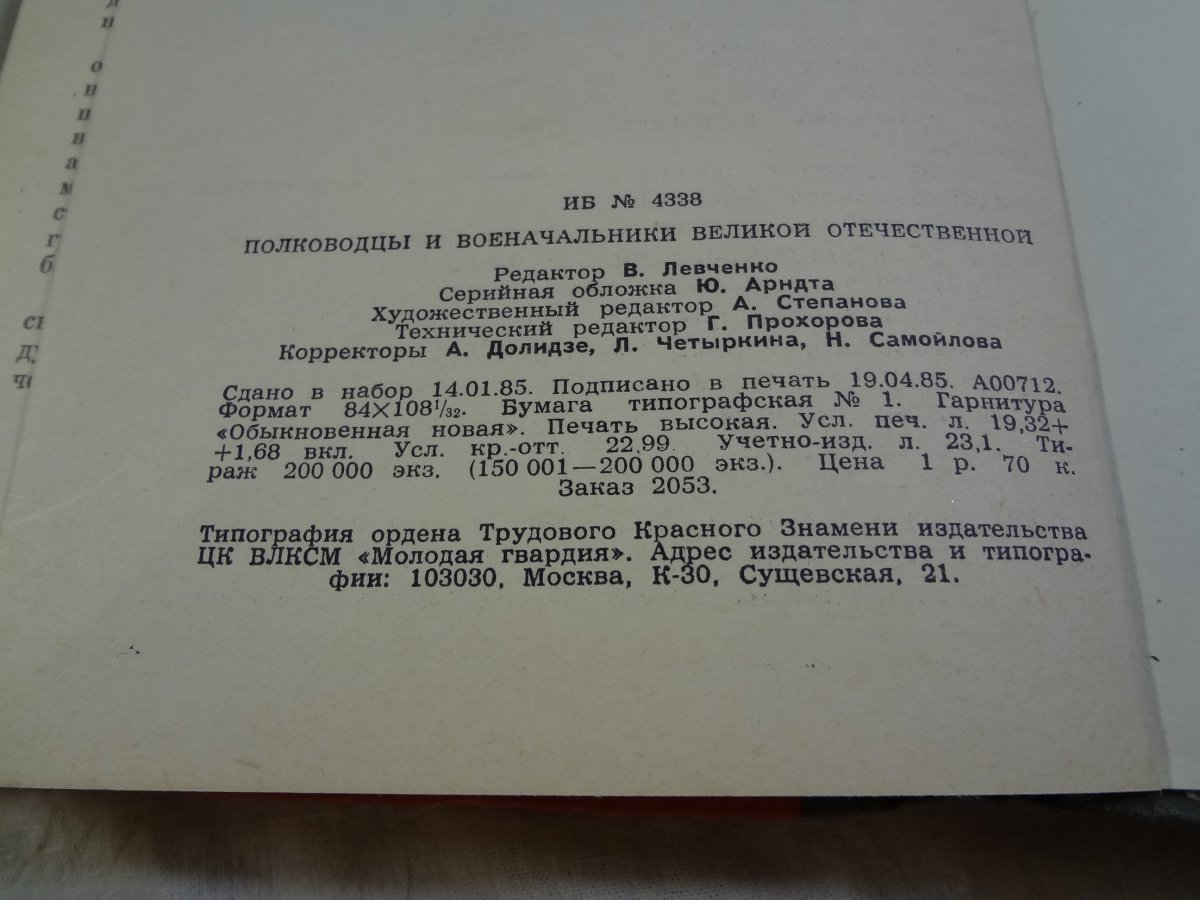 ИБ № 4338
ПОЛКОВОДЦЫ И ВОЕНАЧАЛЬНИКИ ВЕЛИКОЙ ОТЕЧЕСТВЕННОЙ
Редактор В. Левченко
Серийная обложка Ю. Арндта
Художественный редактор А. Степанова
Технический редактор Г. Прохорова
Корректоры А. Долидзе, Л. Четыркина, Н. Самойлова
Сдано в набор 14.01.85. Подписано в печать 19.04.85. А00712.
Формат 84×108¹/₃₂. Бумага типографская № 1. Гарнитура
«Обыкновенная новая». Печать высокая. Усл. печ. л. 19,32+
+1,68 вкл. Усл. кр.-отт. 22,99. Учетно-изд. л. 23,1. Ти-
раж 200 000 экз. (150 001—200 000 экз.). Цена 1 р. 70 к.
Заказ 2053.
Типография ордена Трудового Красного Знамени издательства
ЦК ВЛКСМ «Молодая гвардия». Адрес издательства и типогра-
фии: 103030, Москва, К-30, Сущевская, 21.